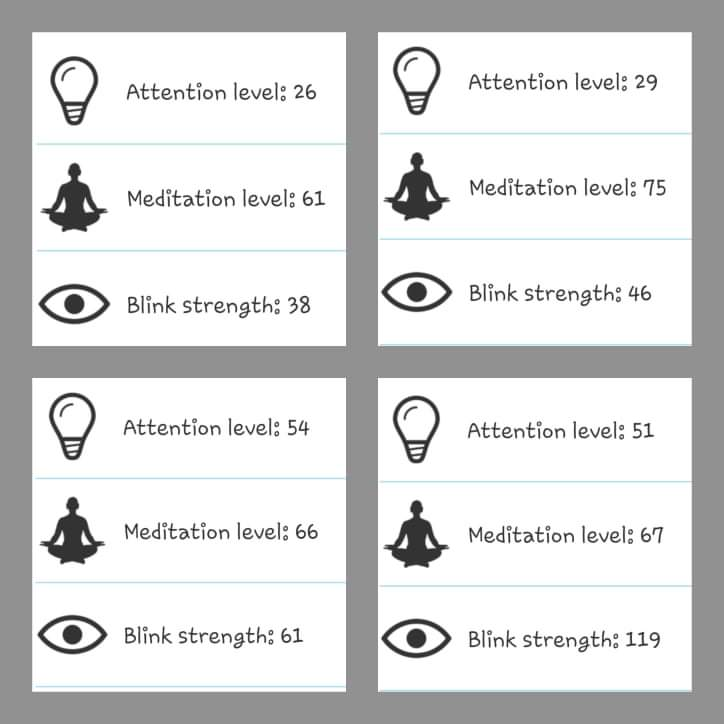 Attention level: 26
Meditation level: 61
Blink strength: 38
Attention level: 29
Meditation level: 75
Blink strength: 46
Attention level: 54
Meditation level: 66
Blink strength: 61
Attention level: 51
Meditation level: 67
Blink strength: 119